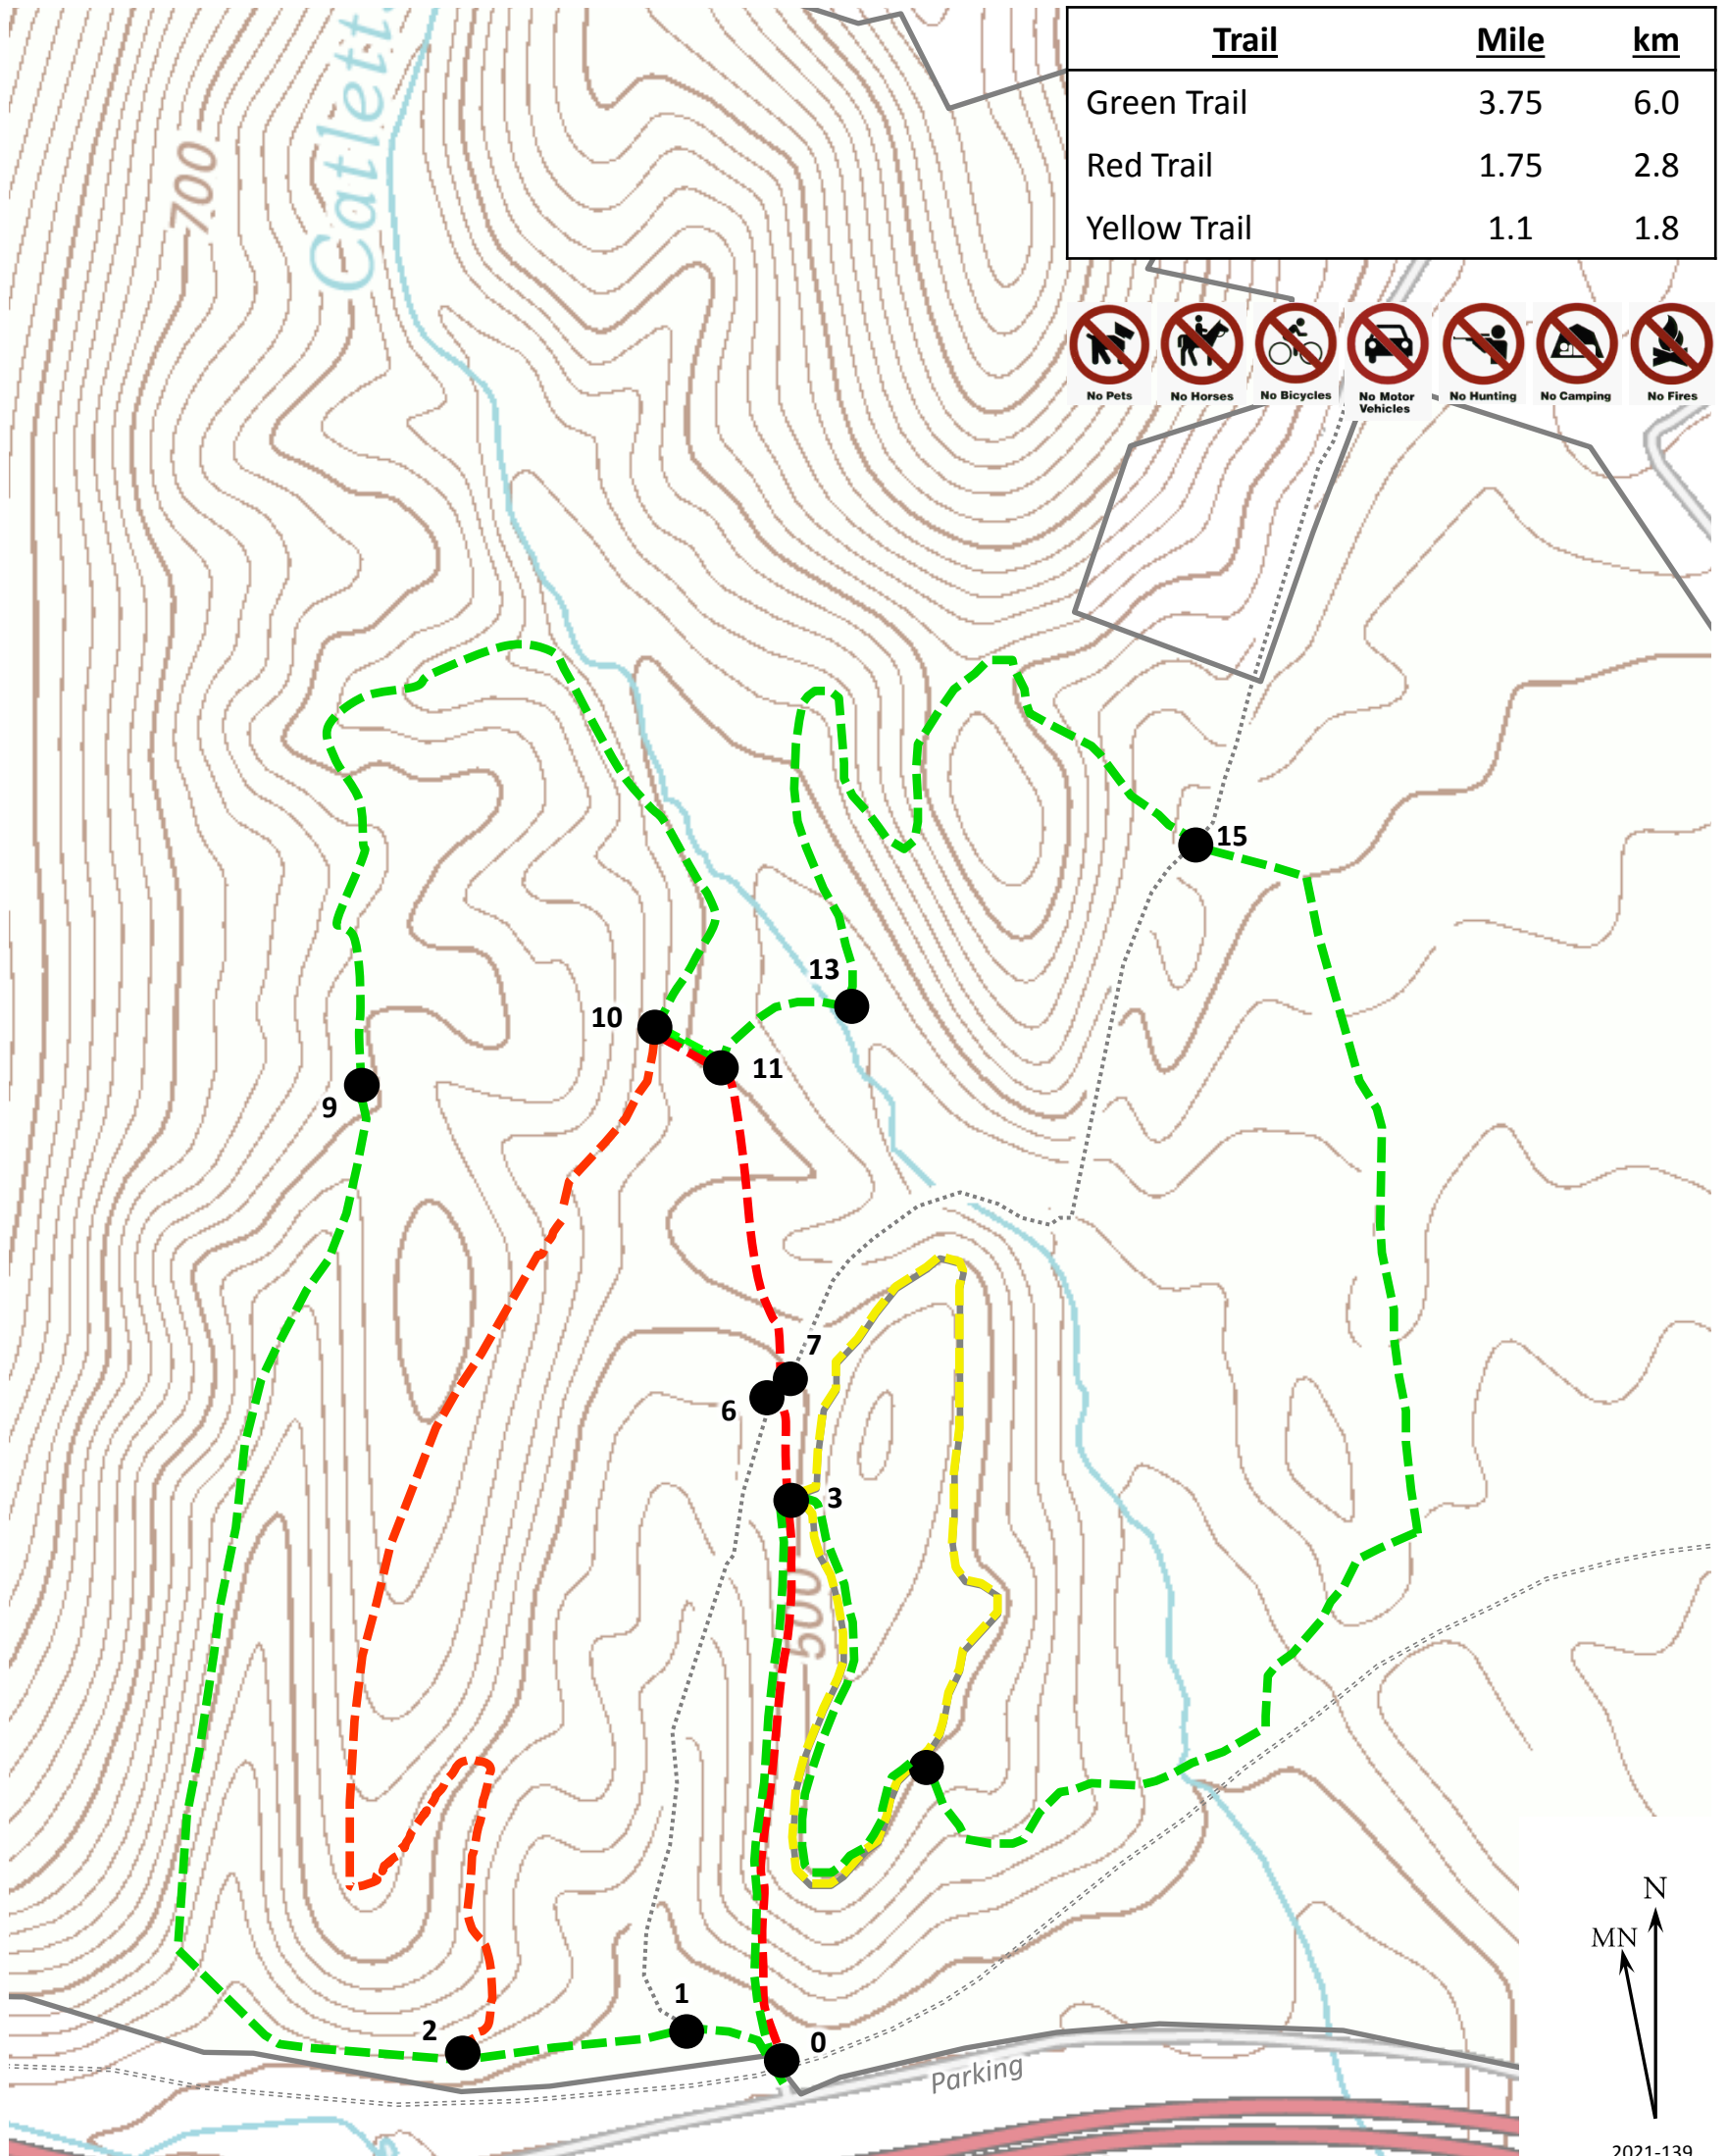 Trail Mile km
Green Trail 3.75 6.0
Red Trail 1.75 2.8
Yellow Trail 1.1 1.8
Catlett
700
No Pets No Horses No Bicycles No Motor Vehicles No Hunting No Camping No Fires
15
13
10
11
9
7
6
3
500
N
MN
1
2
0
Parking
2021-139